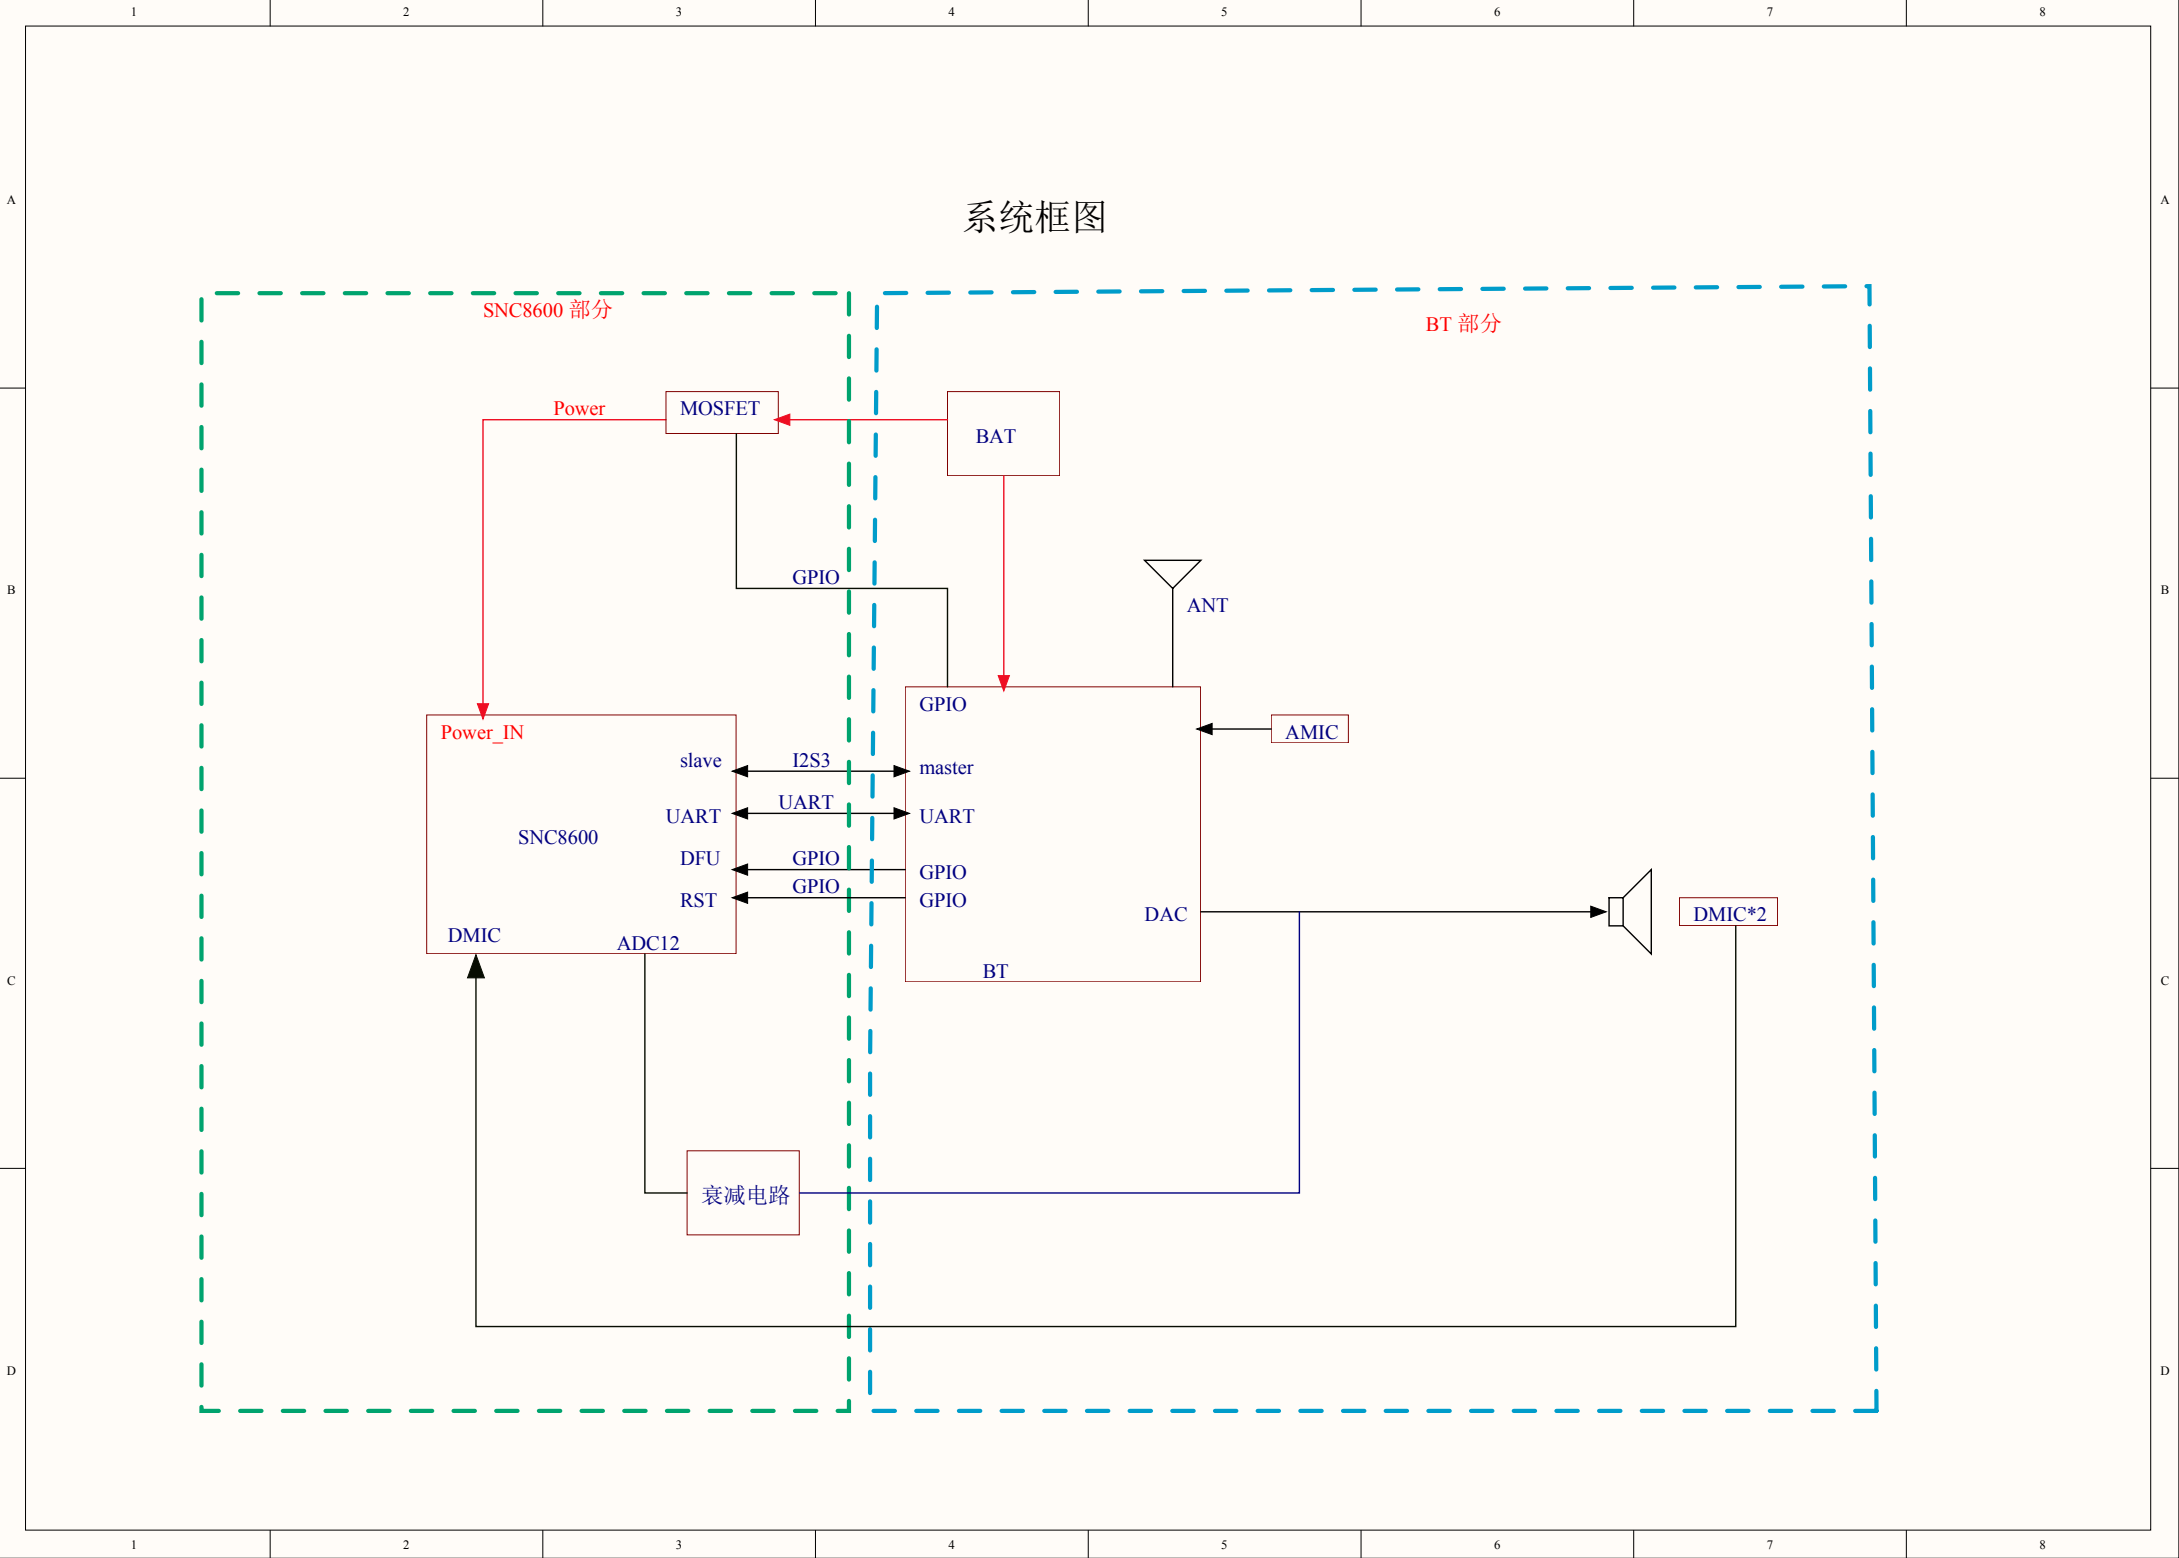 1 2 3 4 5 6 7 8
A A
系统框图
SNC8600 部分
BT 部分
Power
MOSFET
BAT
GPIO
B B
ANT
GPIO
Power_IN
AMIC
slave
I2S3
master
UART
UART
UART
SNC8600
DFU
GPIO
GPIO
RST
GPIO
GPIO
DAC
DMIC*2
DMIC
ADC12
BT
C C
衰减电路
D D
1 2 3 4 5 6 7 8